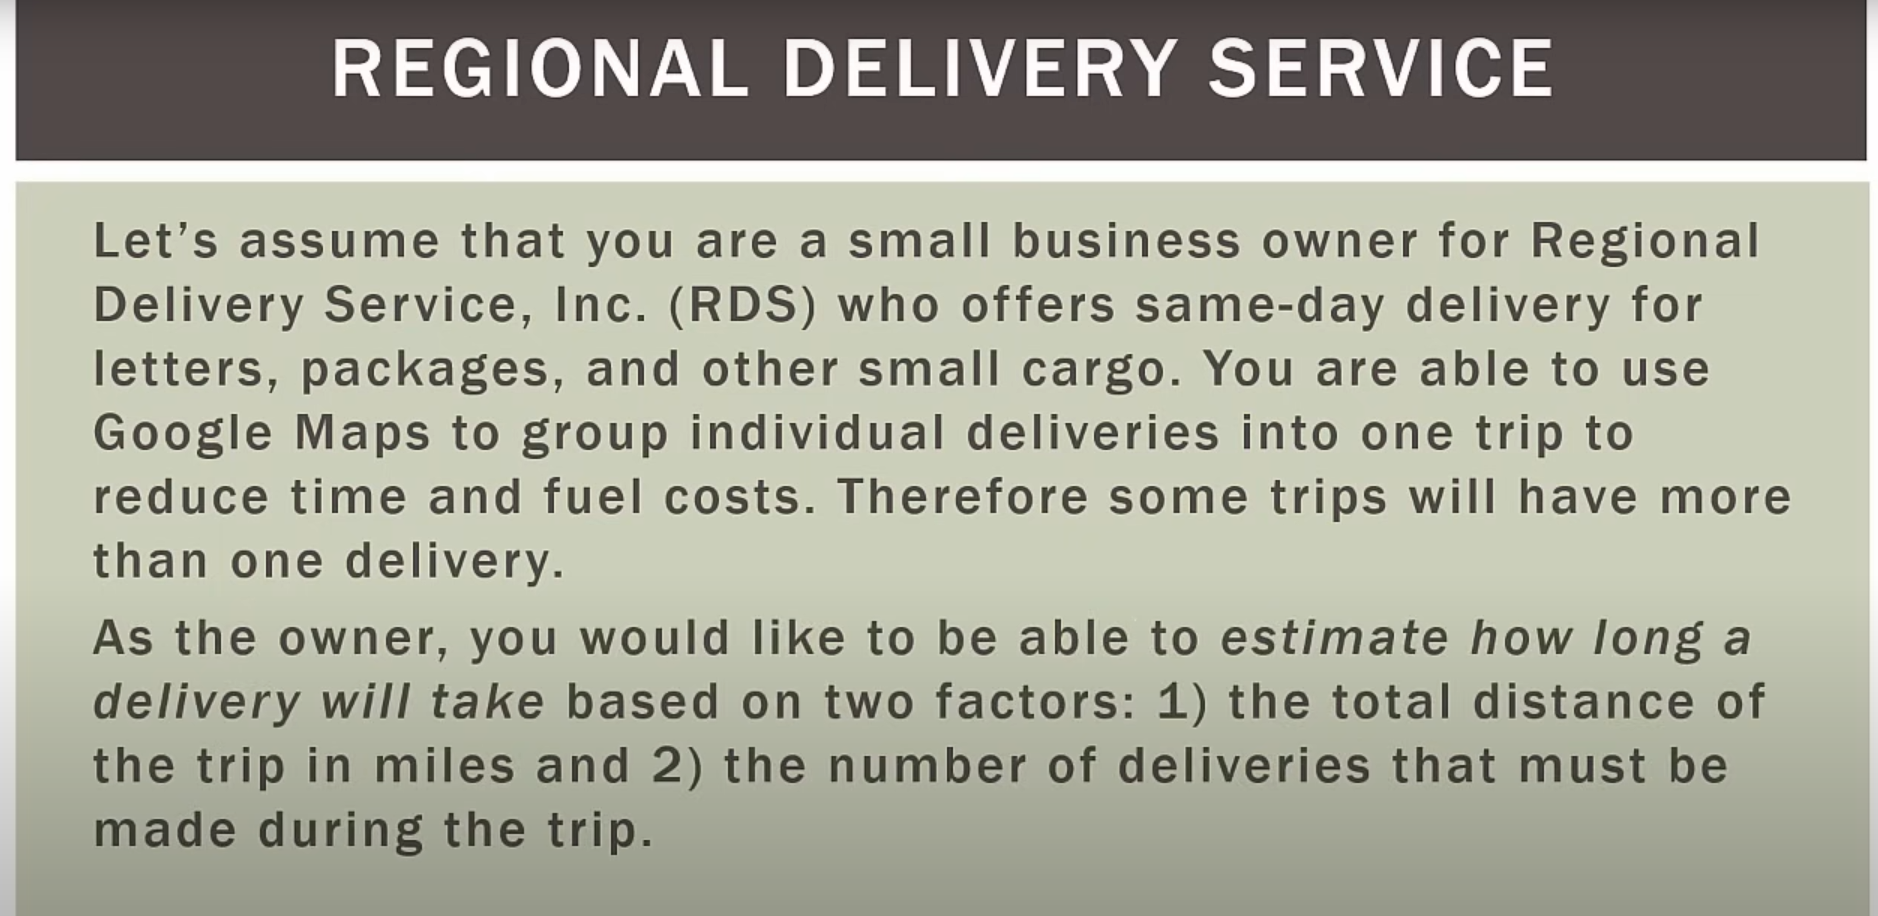 REGIONAL DELIVERY SERVICE
Let's assume that you are a small business owner for Regional
Delivery Service, Inc. (RDS) who offers same-day delivery for
letters, packages, and other small cargo. You are able to use
Google Maps to group individual deliveries into one trip to
reduce time and fuel costs. Therefore some trips will have more
than one delivery.
As the owner, you would like to be able to estimate how long a
delivery will take based on two factors: 1) the total distance of
the trip in miles and 2) the number of deliveries that must be
made during the trip.